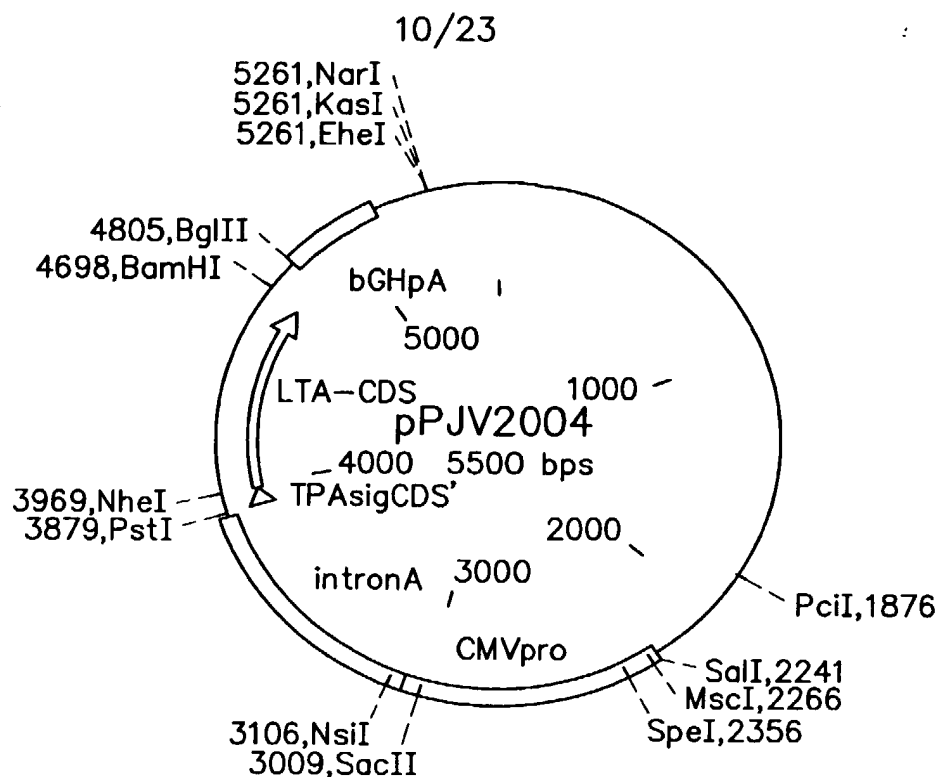 10/23
5261,NarI
5261,KasI
5261,EheI
4805,BglII
4698,BamHI
bGHpA
5000
LTA-CDS
1000
pPJV2004
4000
5500 bps
3969,NheI
TPAsigCDS'
3879,PstI
2000
intronA
3000
PciI,1876
CMVpro
SalI,2241
MscI,2266
SpeI,2356
3106,NsiI
3009,SacII